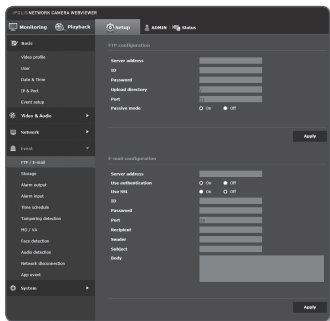 iPOLiS NETWORK CAMERA WEBVIEWER
Monitoring
Playback
Setup
ADMIN
Status
Basic
Video profile
User
Date & Time
IP & Port
Event setup
Video & Audio
Network
Event
FTP / E-mail
Storage
Alarm output
Alarm input
Time schedule
Tampering detection
MD / VA
Face detection
Audio detection
Network disconnection
App event
System
FTP configuration
Server address
ID
Password
Upload directory
Port
Passive mode
On
Off
Apply
E-mail configuration
Server address
Use authentication
On
Off
Use SSL
On
Off
ID
Password
Port
Recipient
Sender
Subject
Body
Apply